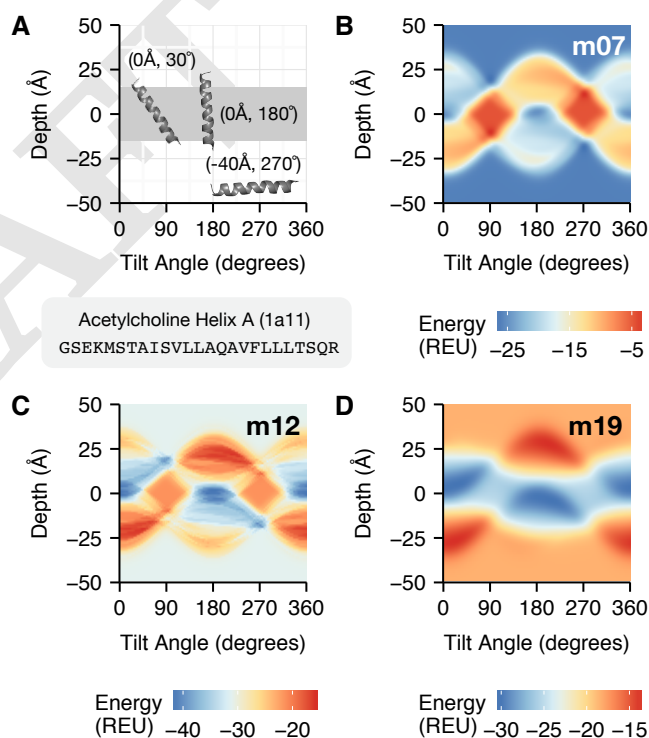 A
50
25
0
−25
−50
Depth (Å)
(0Å, 30°)
(0Å, 180°)
(-40Å, 270°)
0 90 180 270 360
Tilt Angle (degrees)
B
m07
50
25
0
−25
−50
Depth (Å)
0 90 180 270 360
Tilt Angle (degrees)
Acetylcholine Helix A (1a11)
GSEKMSTAISVLLAQAVFLLLTSQR
Energy
(REU) −25 −15 −5
C
m12
50
25
0
−25
−50
Depth (Å)
0 90 180 270 360
Tilt Angle (degrees)
Energy
(REU) −40 −30 −20
D
m19
50
25
0
−25
−50
Depth (Å)
0 90 180 270 360
Tilt Angle (degrees)
Energy
(REU) −30 −25 −20 −15